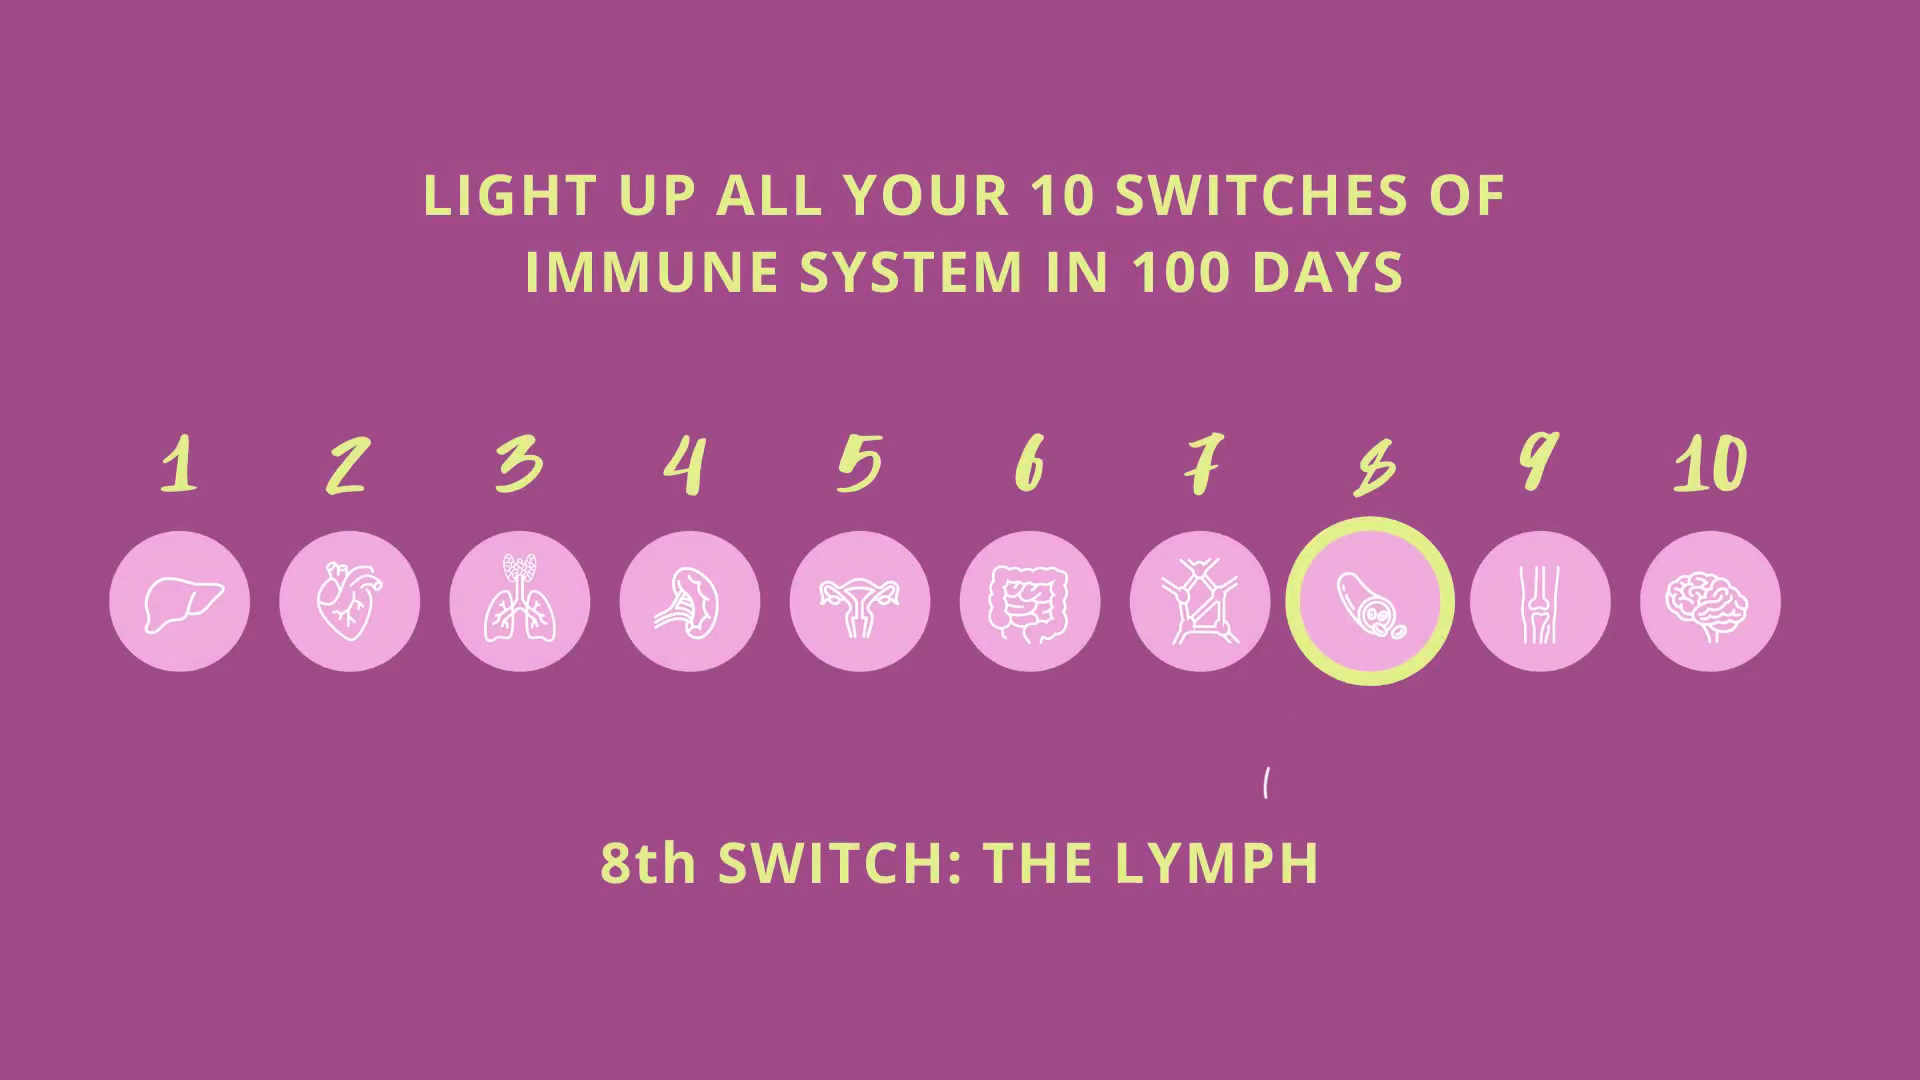 LIGHT UP ALL YOUR 10 SWITCHES OF
IMMUNE SYSTEM IN 100 DAYS
1 2 3 4 5 6 7 8 9 10
8th SWITCH: THE LYMPH